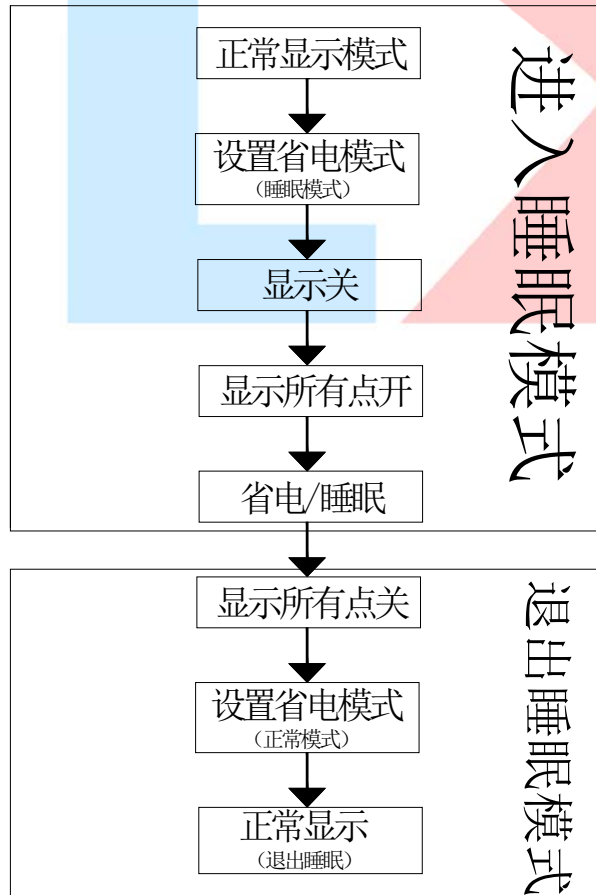 正常显示模式
设置省电模式
(睡眠模式)
显示关
显示所有点开
省电/睡眠
进入睡眠模式
显示所有点关
设置省电模式
(正常模式)
正常显示
(退出睡眠)
退出睡眠模式